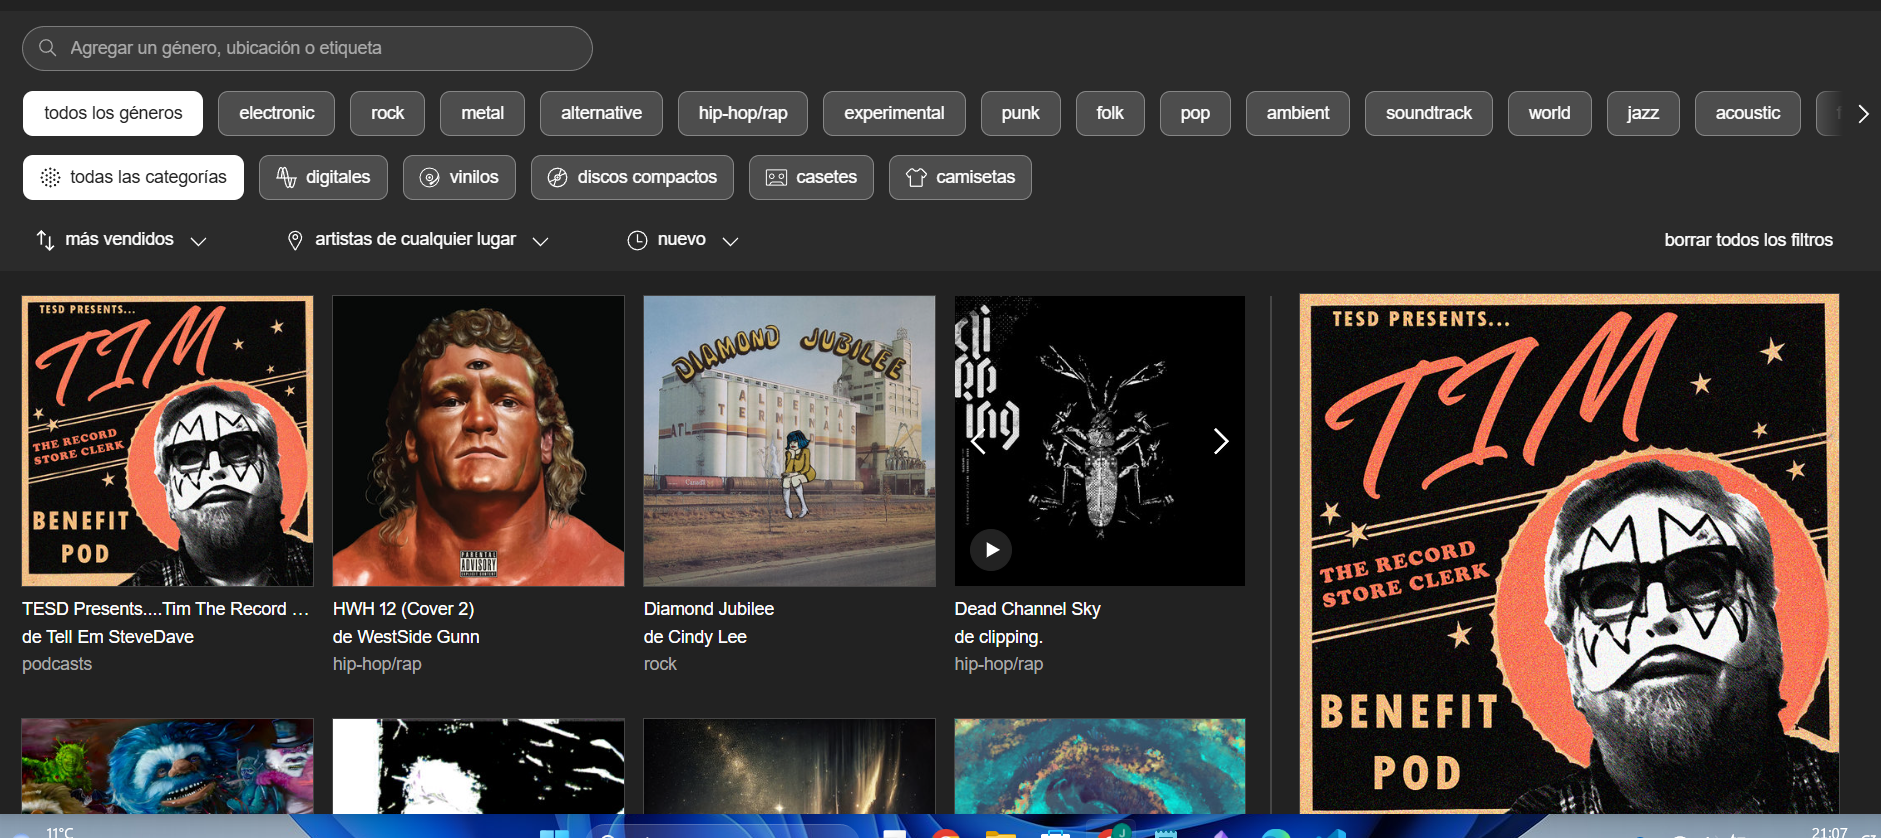 Agregar un género, ubicación o etiqueta
todos los géneros electronic rock metal alternative hip-hop/rap experimental punk folk pop ambient soundtrack world jazz acoustic
todas las categorías digitales vinilos discos compactos casetes camisetas
más vendidos artistas de cualquier lugar nuevo borrar todos los filtros
TESD PRESENTS...
TIM
THE RECORD
STORE CLERK
BENEFIT
POD
PARENTAL
ADVISORY
DIAMOND JUBILEE
ALBERTA
TERMINALS
clipping
TESD PRESENTS...
TIM
THE RECORD
STORE CLERK
BENEFIT
POD
TESD Presents....Tim The Record ...
de Tell Em SteveDave
podcasts
HWH 12 (Cover 2)
de WestSide Gunn
hip-hop/rap
Diamond Jubilee
de Cindy Lee
rock
Dead Channel Sky
de clipping.
hip-hop/rap
11°C
J
21:07